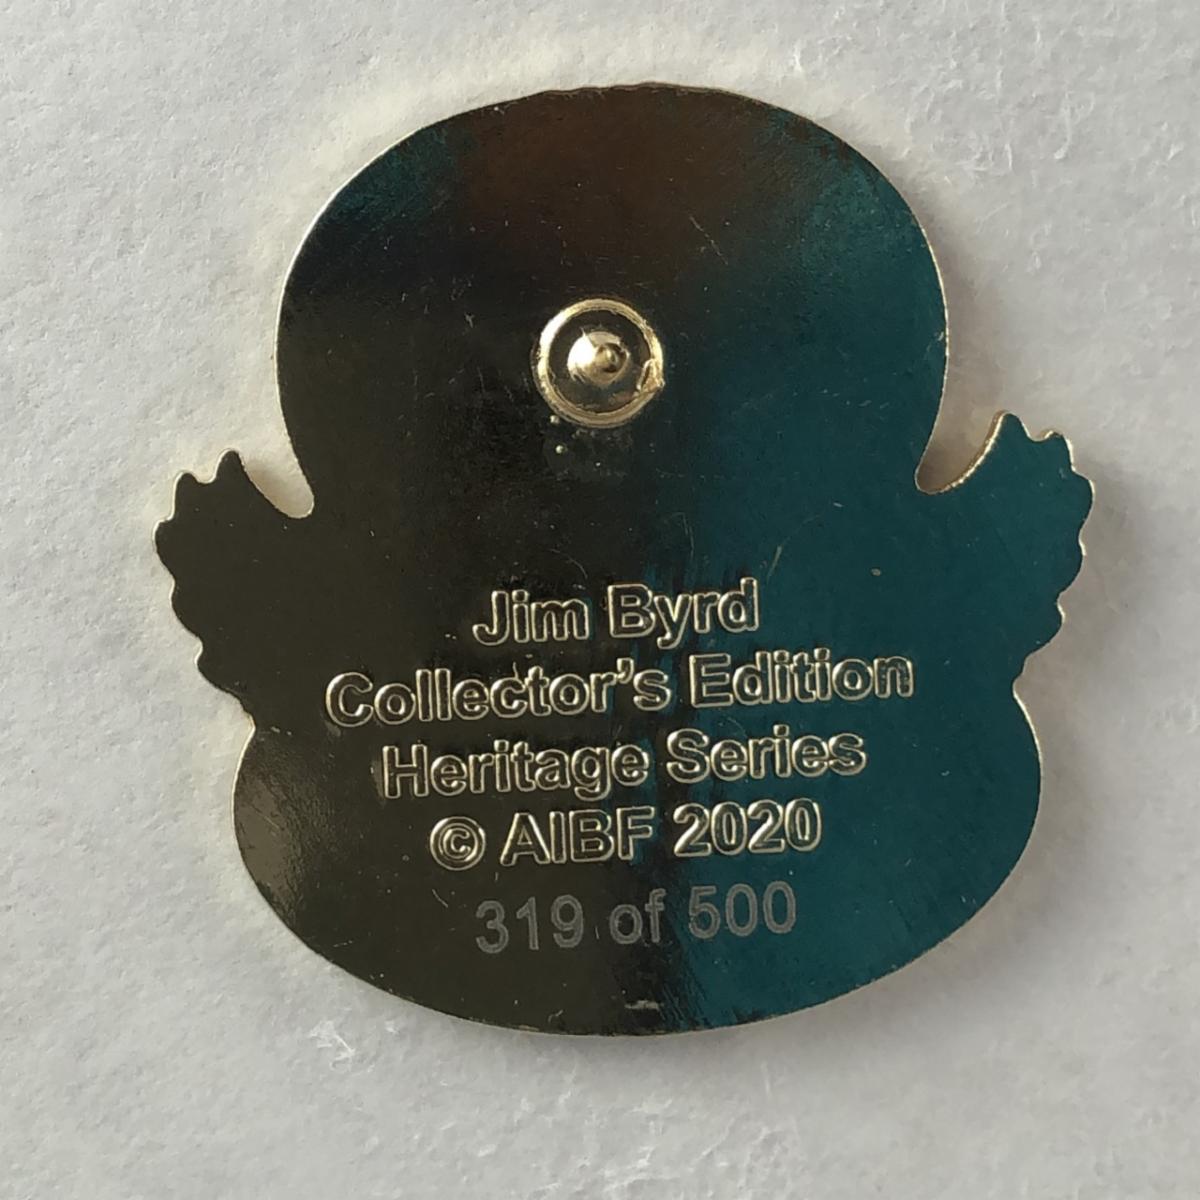 Jim Byrd
Collector's Edition
Heritage Series
© AIBF 2020
319 of 500